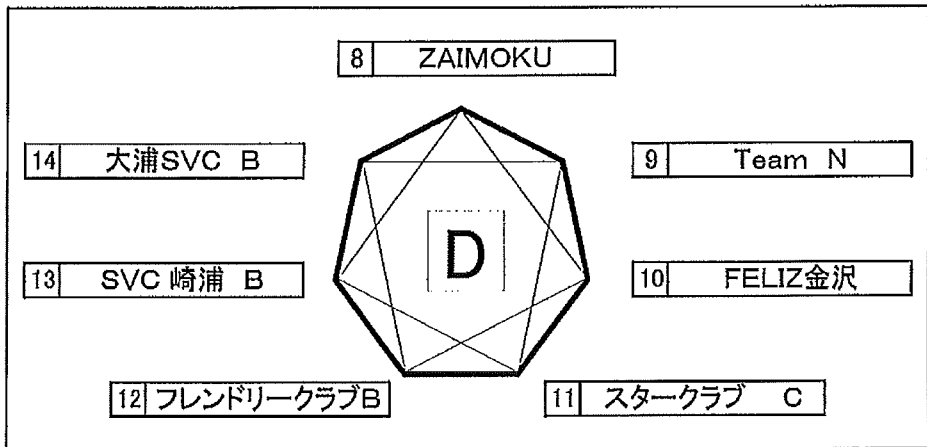 8 ZAIMOKU
14 大浦SVC B
9 Team N
D
13 SVC 崎浦 B
10 FELIZ金沢
12 フレンドリークラブB
11 スタークラブ C